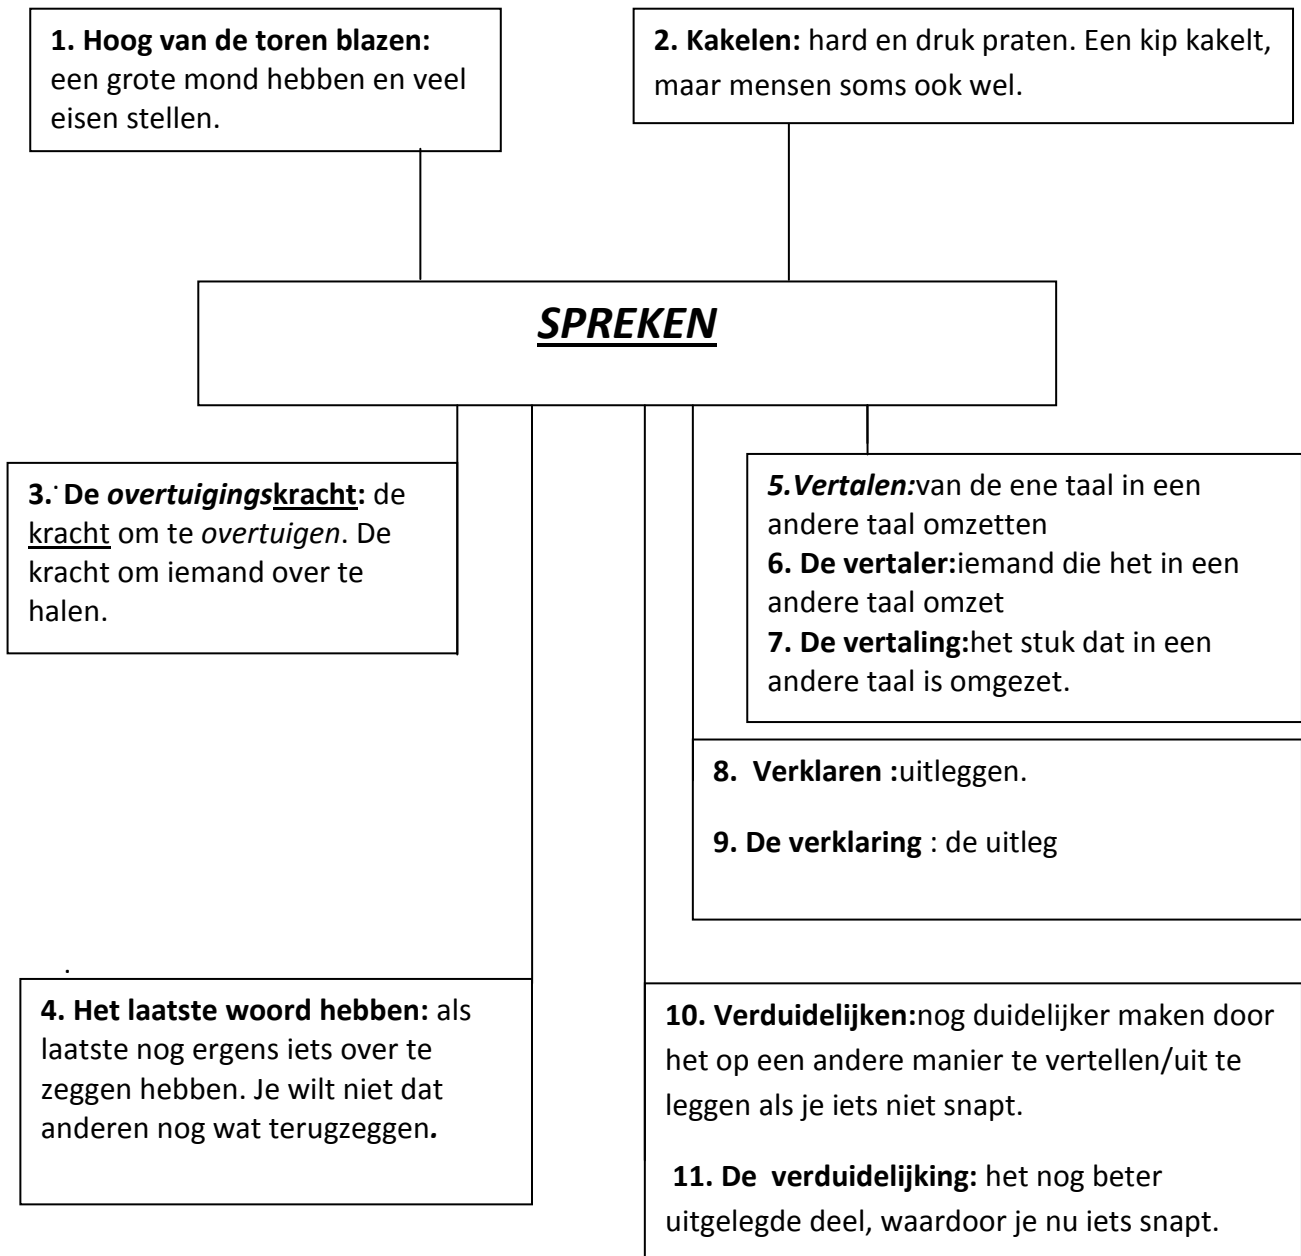 1. Hoog van de toren blazen:
een grote mond hebben en veel
eisen stellen.
2. Kakelen: hard en druk praten. Een kip kakelt,
maar mensen soms ook wel.
SPREKEN
3. De overtuigingskracht: de
kracht om te overtuigen. De
kracht om iemand over te
halen.
5.Vertalen:van de ene taal in een
andere taal omzetten
6. De vertaler:iemand die het in een
andere taal omzet
7. De vertaling:het stuk dat in een
andere taal is omgezet.
8. Verklaren :uitleggen.
9. De verklaring : de uitleg
.
4. Het laatste woord hebben: als
laatste nog ergens iets over te
zeggen hebben. Je wilt niet dat
anderen nog wat terugzeggen.
10. Verduidelijken:nog duidelijker maken door
het op een andere manier te vertellen/uit te
leggen als je iets niet snapt.
11. De verduidelijking: het nog beter
uitgelegde deel, waardoor je nu iets snapt.